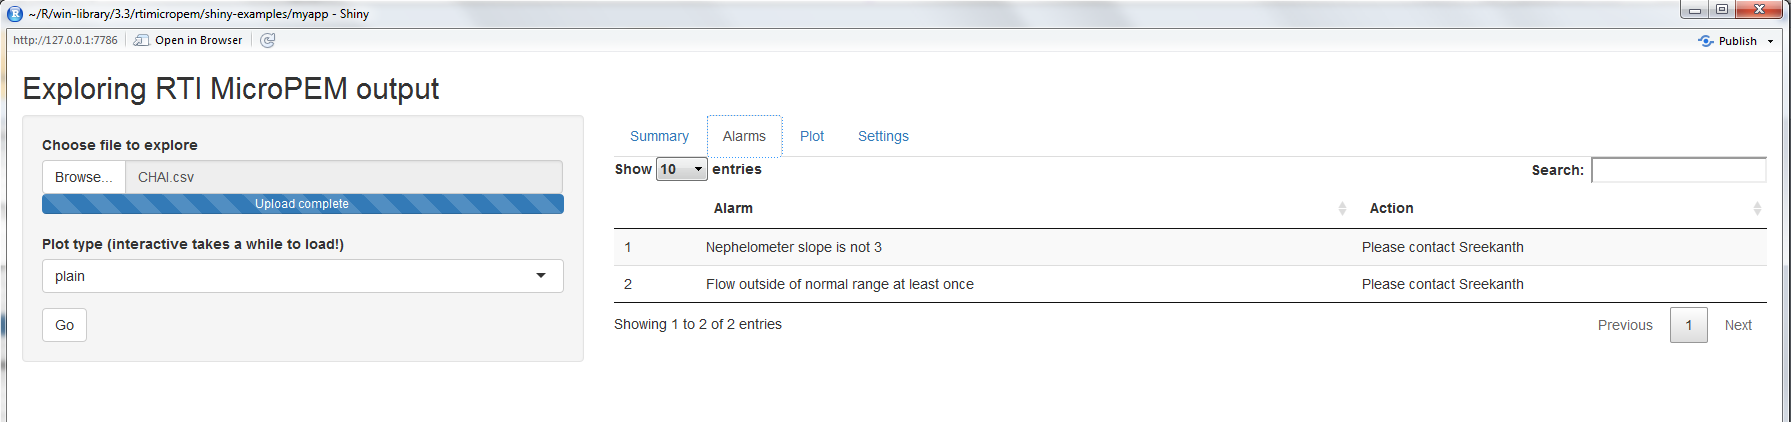 ~/R/win-library/3.3/rtimicropem/shiny-examples/myapp - Shiny
http://127.0.0.1:7786 Open in Browser Publish
Exploring RTI MicroPEM output
Choose file to explore
Browse... CHAI.csv
Upload complete
Plot type (interactive takes a while to load!)
plain
Go
Summary Alarms Plot Settings
Show 10 entries Search:
Alarm Action
1 Nephelometer slope is not 3 Please contact Sreekanth
2 Flow outside of normal range at least once Please contact Sreekanth
Showing 1 to 2 of 2 entries Previous 1 Next